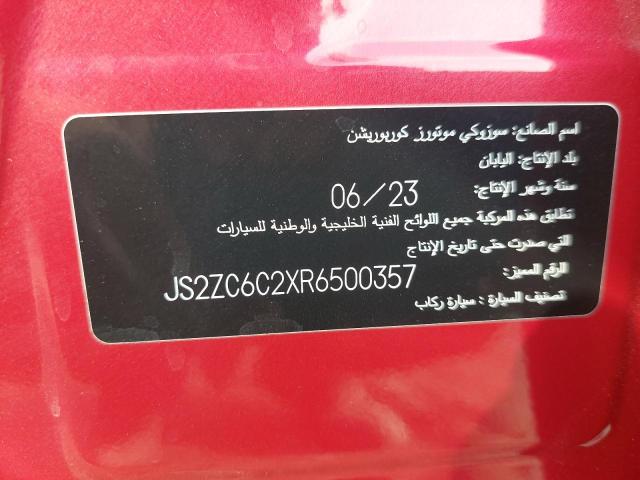 اسم الصانع: سوزوكي موتورز كوربوريشن
بلد الإنتاج: اليابان
سنة وشهر الإنتاج: 06/23
تطابق هذه المركبة جميع اللوائح الفنية الخليجية والوطنية للسيارات
التي صدرت حتى تاريخ الإنتاج
الرقم المميز: JS2ZC6C2XR6500357
تصنيف السيارة : سيارة ركاب